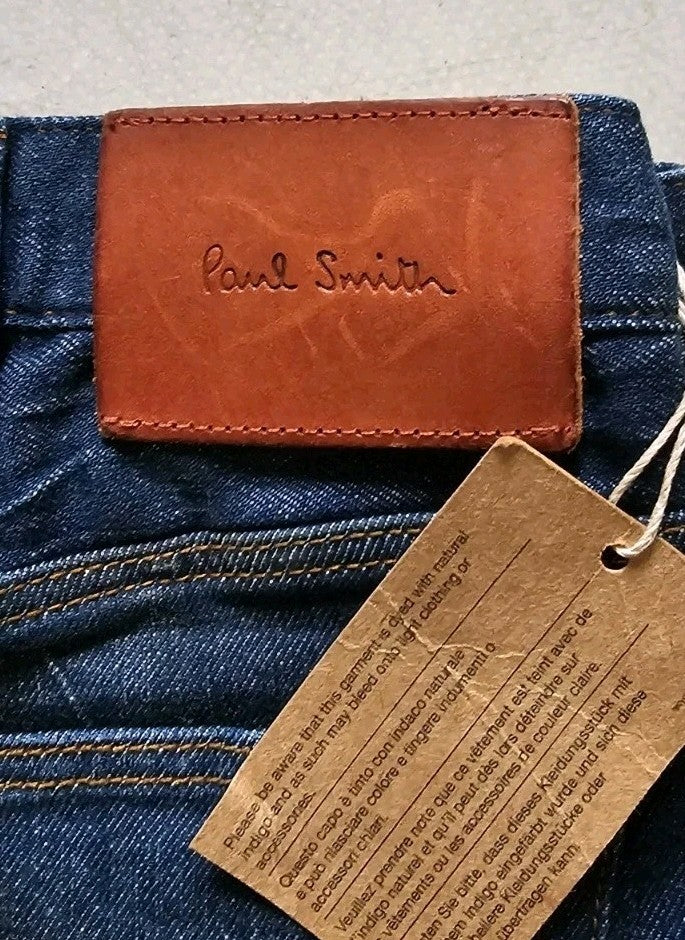 Paul Smith
Please be aware that this garment is dyed with natural
indigo and as such may bleed onto light clothing or
accessories.
Questo capo è tinto con indaco naturale
e può rilasciare colore e tingere indumenti o
accessori chiari.
Veuillez prendre note que ce vêtement est teint avec de
l'indigo naturel et qu'il peut dès lors déteindre sur
vêtements ou les accessoires de couleur claire.
ten Sie bitte, dass dieses Kleidungsstück mit
em Indigo eingefärbt wurde und sich diese
hellere Kleidungsstücke oder
übertragen kann.